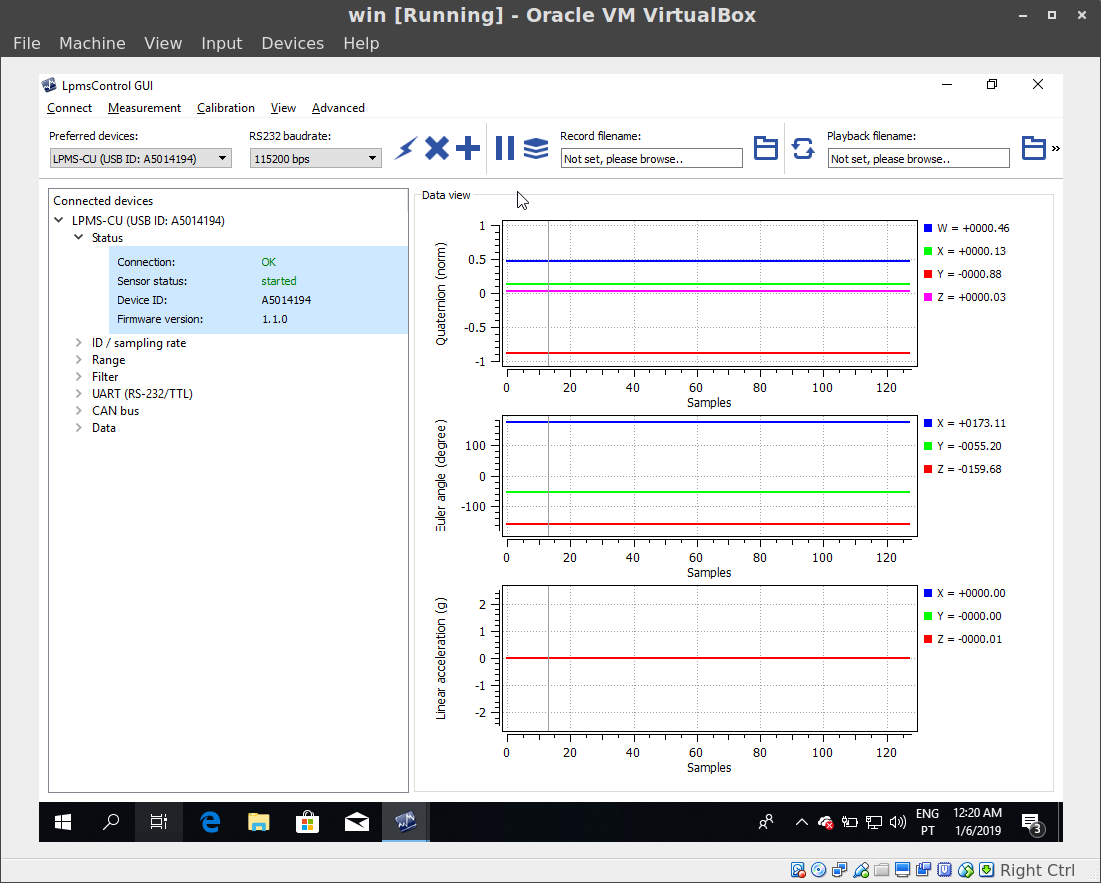 win [Running] - Oracle VM VirtualBox
File Machine View Input Devices Help
LpmsControl GUI
Connect Measurement Calibration View Advanced
Preferred devices: RS232 baudrate: Record filename: Playback filename:
LPMS-CU (USB ID: A5014194) 115200 bps Not set, please browse.. Not set, please browse.. »
Connected devices
LPMS-CU (USB ID: A5014194)
Status
Connection: OK
Sensor status: started
Device ID: A5014194
Firmware version: 1.1.0
ID / sampling rate
Range
Filter
UART (RS-232/TTL)
CAN bus
Data
Data view
Quaternion (norm)
1
0.5
0
-0.5
-1
0 20 40 60 80 100 120
Samples
W = +0000.46
X = +0000.13
Y = -0000.88
Z = +0000.03
Euler angle (degree)
100
0
-100
0 20 40 60 80 100 120
Samples
X = +0173.11
Y = -0055.20
Z = -0159.68
Linear acceleration (g)
2
1
0
-1
-2
0 20 40 60 80 100 120
Samples
X = +0000.00
Y = -0000.00
Z = -0000.01
ENG
PT
12:20 AM
1/6/2019
3
Right Ctrl